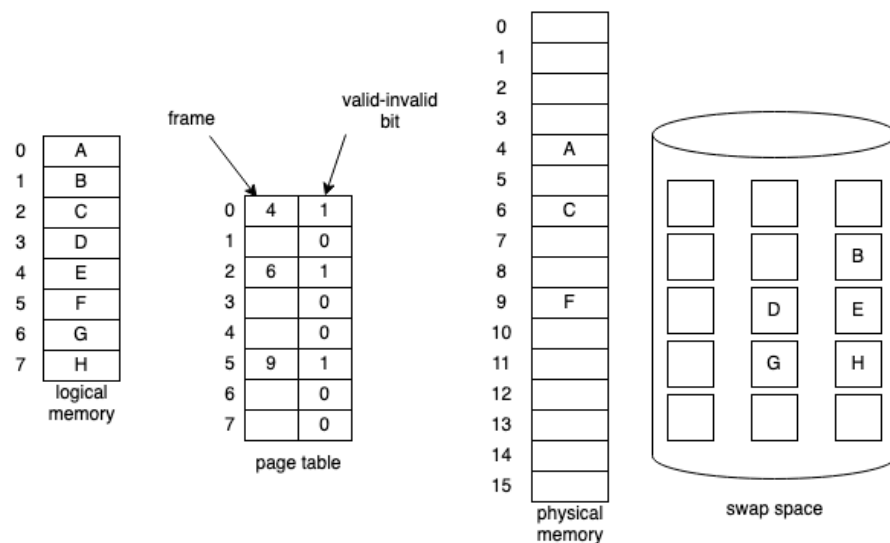 frame
valid-invalid
bit
0 A
1 B
2 C
3 D
4 E
5 F
6 G
7 H
logical
memory
0 4 1
1 0
2 6 1
3 0
4 0
5 9 1
6 0
7 0
page table
0
1
2
3
4 A
5
6 C
7
8
9 F
10
11
12
13
14
15
physical
memory
B
D E
G H
swap space